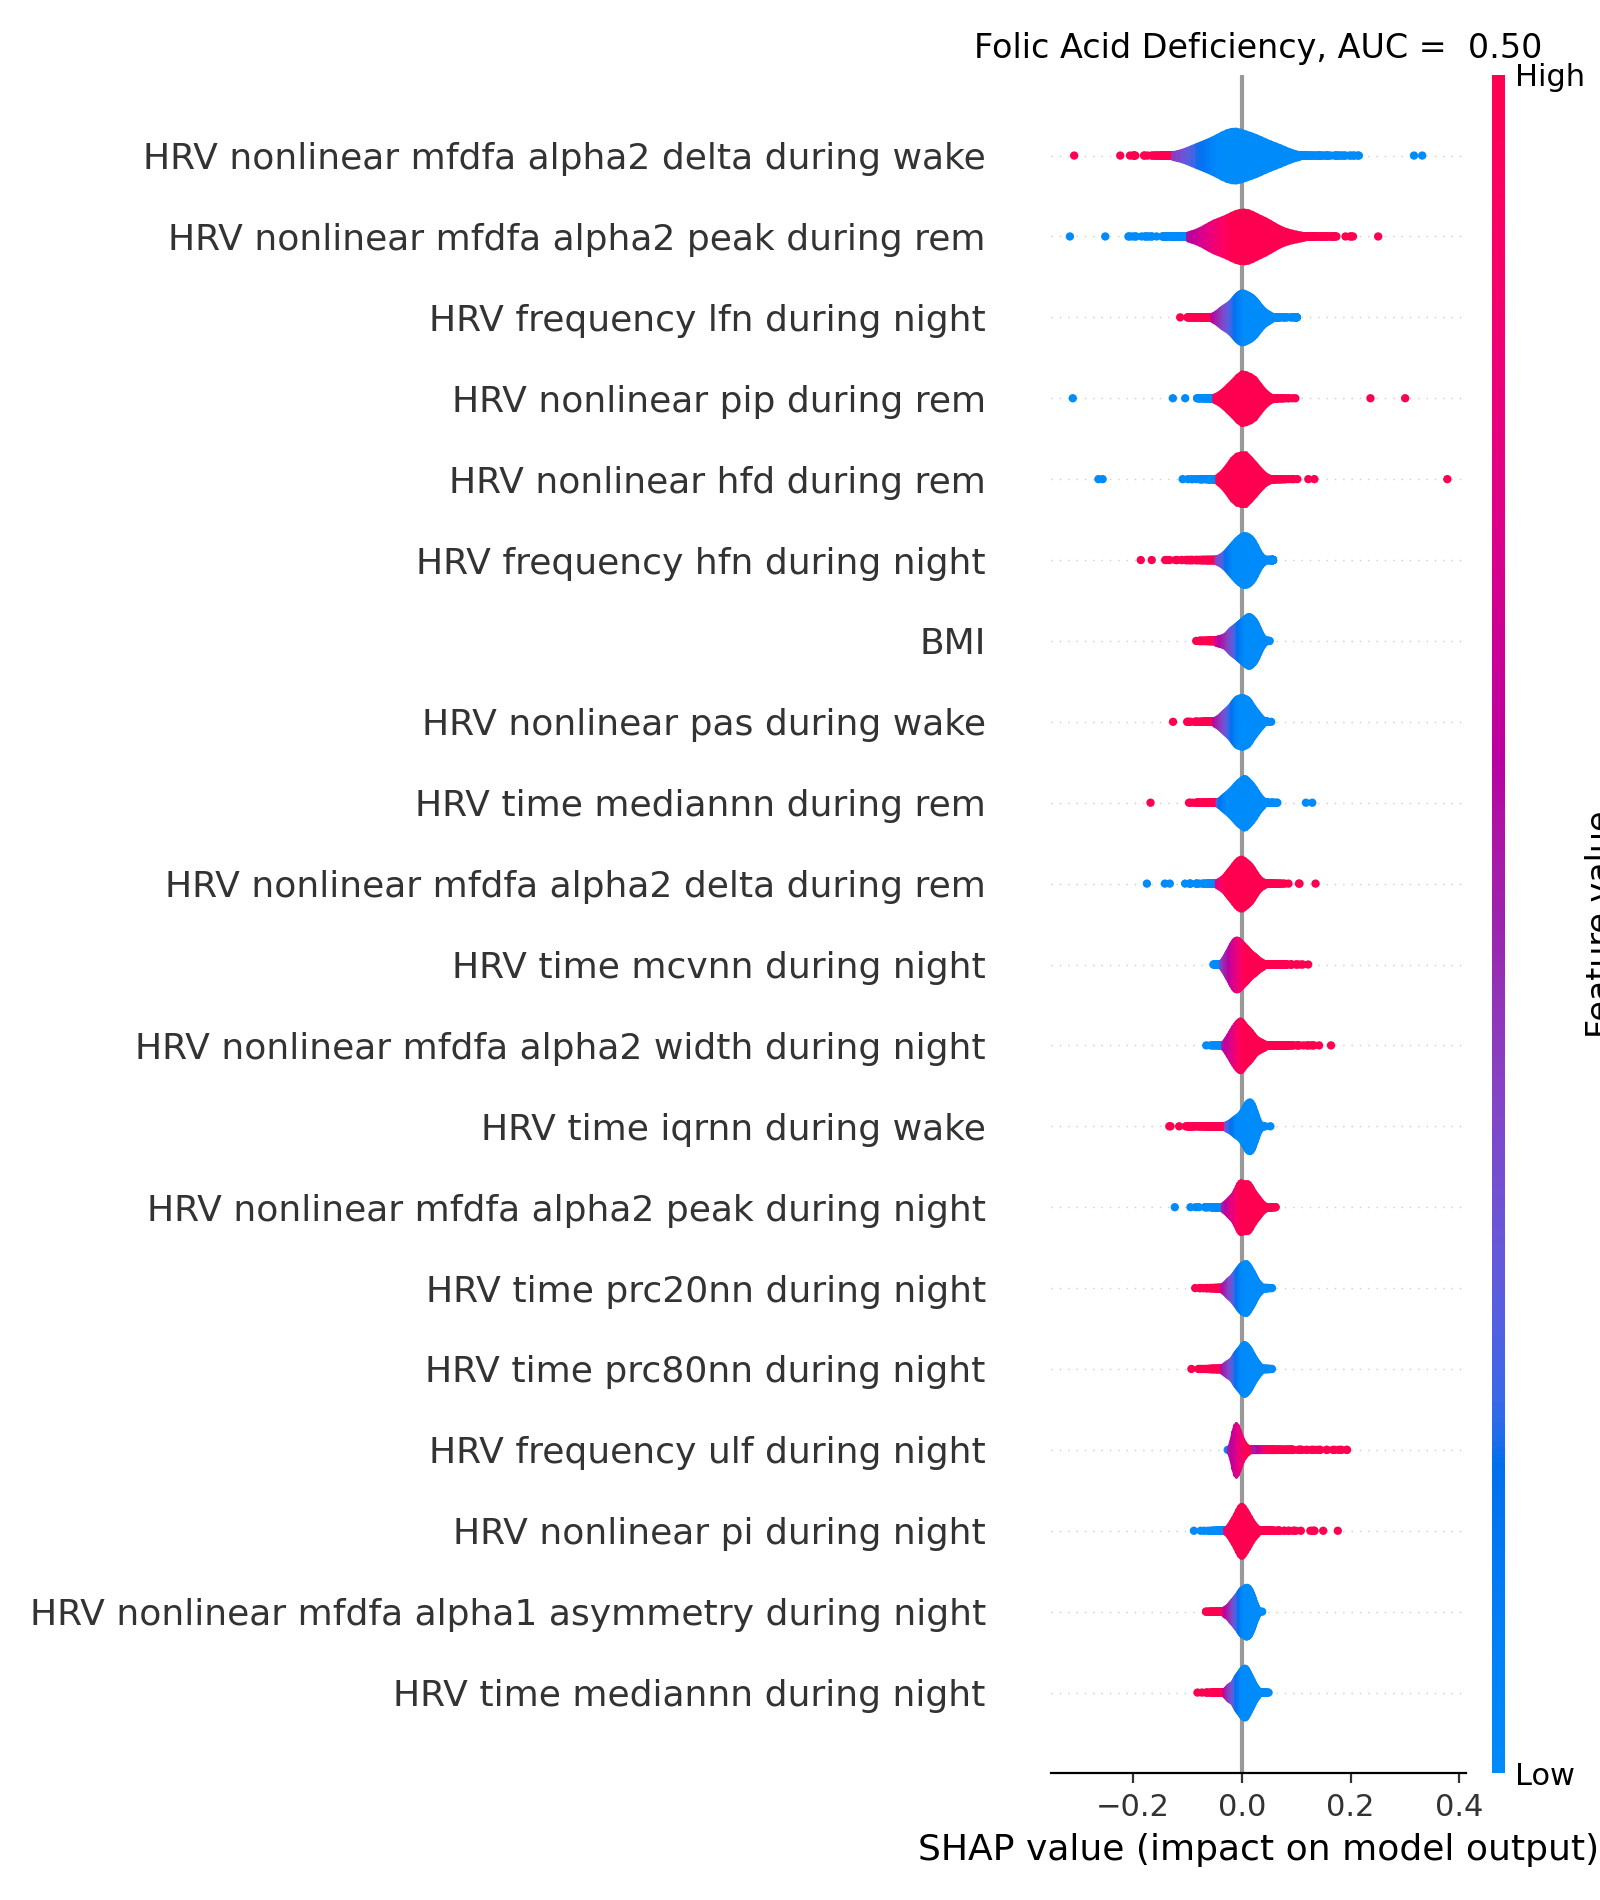 Folic Acid Deficiency, AUC =  0.50
High
HRV nonlinear mfdfa alpha2 delta during wake
HRV nonlinear mfdfa alpha2 peak during rem
HRV frequency lfn during night
HRV nonlinear pip during rem
HRV nonlinear hfd during rem
HRV frequency hfn during night
BMI
HRV nonlinear pas during wake
HRV time mediannn during rem
HRV nonlinear mfdfa alpha2 delta during rem
HRV time mcvnn during night
HRV nonlinear mfdfa alpha2 width during night
HRV time iqrnn during wake
HRV nonlinear mfdfa alpha2 peak during night
HRV time prc20nn during night
HRV time prc80nn during night
HRV frequency ulf during night
HRV nonlinear pi during night
HRV nonlinear mfdfa alpha1 asymmetry during night
HRV time mediannn during night
Feature value
Low
−0.2 0.0 0.2 0.4
SHAP value (impact on model output)